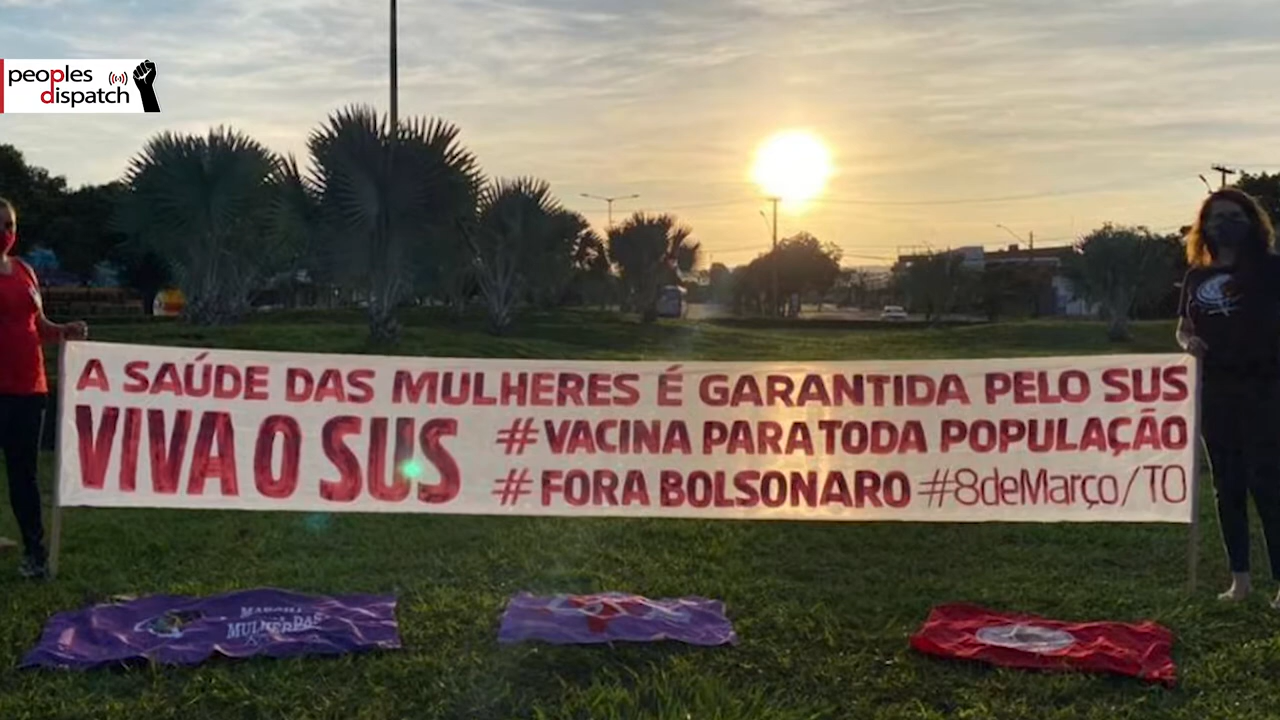 peoples
dispatch
A SAÚDE DAS MULHERES É GARANTIDA PELO SUS
VIVA O SUS
#VACINA PARA TODA POPULAÇÃO
#FORA BOLSONARO #8deMarço/TO